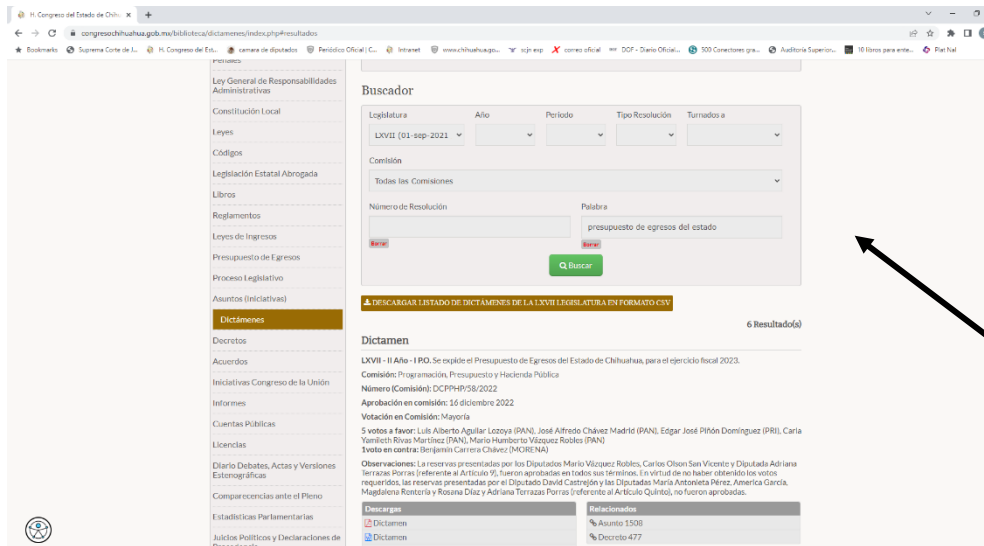 H. Congreso del Estado de Chihu
congresochihuahua.gob.mx/biblioteca/dictamenes/index.php#resultados
Bookmarks Suprema Corte de J... H. Congreso del Est... camara de diputados Periódico Oficial | C... Intranet www.chihuahua.go... scjn exp correo oficial DOF - Diario Oficial... 500 Conectores gra... Auditoría Superior... 10 libros para ente... Plat Nal
Penales
Ley General de Responsabilidades
Administrativas
Constitución Local
Leyes
Códigos
Legislación Estatal Abrogada
Libros
Reglamentos
Leyes de Ingresos
Presupuesto de Egresos
Proceso Legislativo
Asuntos (Iniciativas)
Dictámenes
Decretos
Acuerdos
Iniciativas Congreso de la Unión
Informes
Cuentas Públicas
Licencias
Diario Debates, Actas y Versiones
Estenográficas
Comparecencias ante el Pleno
Estadísticas Parlamentarias
Juicios Políticos y Declaraciones de
Buscador
Legislatura Año Periodo Tipo Resolución Turnados a
LXVII (01-sep-2021
Comisión
Todas las Comisiones
Número de Resolución Palabra
presupuesto de egresos del estado
Borrar Borrar
Buscar
DESCARGAR LISTADO DE DICTÁMENES DE LA LXVII LEGISLATURA EN FORMATO CSV
6 Resultado(s)
Dictamen
LXVII - II Año - I P.O. Se expide el Presupuesto de Egresos del Estado de Chihuahua, para el ejercicio fiscal 2023.
Comisión: Programación, Presupuesto y Hacienda Pública
Número (Comisión): DCPPHP/58/2022
Aprobación en comisión: 16 diciembre 2022
Votación en Comisión: Mayoría
5 votos a favor: Luis Alberto Aguilar Lozoya (PAN), José Alfredo Chávez Madrid (PAN), Edgar José Piñón Domínguez (PRI), Carla
Yamileth Rivas Martínez (PAN), Mario Humberto Vázquez Robles (PAN)
1voto en contra: Benjamín Carrera Chávez (MORENA)
Observaciones: La reservas presentadas por los Diputados Mario Vázquez Robles, Carlos Olson San Vicente y Diputada Adriana
Terrazas Porras (referente al Artículo 9), fueron aprobadas en todos sus términos. En virtud de no haber obtenido los votos
requeridos, las reservas presentadas por el Diputado David Castrejón y las Diputadas María Antonieta Pérez, America García,
Magdalena Rentería y Rosana Díaz y Adriana Terrazas Porras (referente al Artículo Quinto), no fueron aprobadas.
Descargas Relacionados
Dictamen Asunto 1508
Dictamen Decreto 477